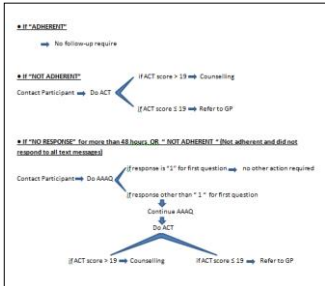 • If "ADHERENT"
No follow-up require
• If "NOT ADHERENT"
Contact Participant Do ACT
if ACT score > 19 Counselling
if ACT score ≤ 19 Refer to GP
• If "NO RESPONSE" for more than 48 hours OR " NOT ADHERENT " (Not adherent and did not
respond to all text messages)
Contact Participant Do AAAQ
if response is "1" for first question no other action required
if response other than " 1 " for first question
Continue AAAQ
Do ACT
if ACT score > 19 Counselling
if ACT score ≤ 19 Refer to GP